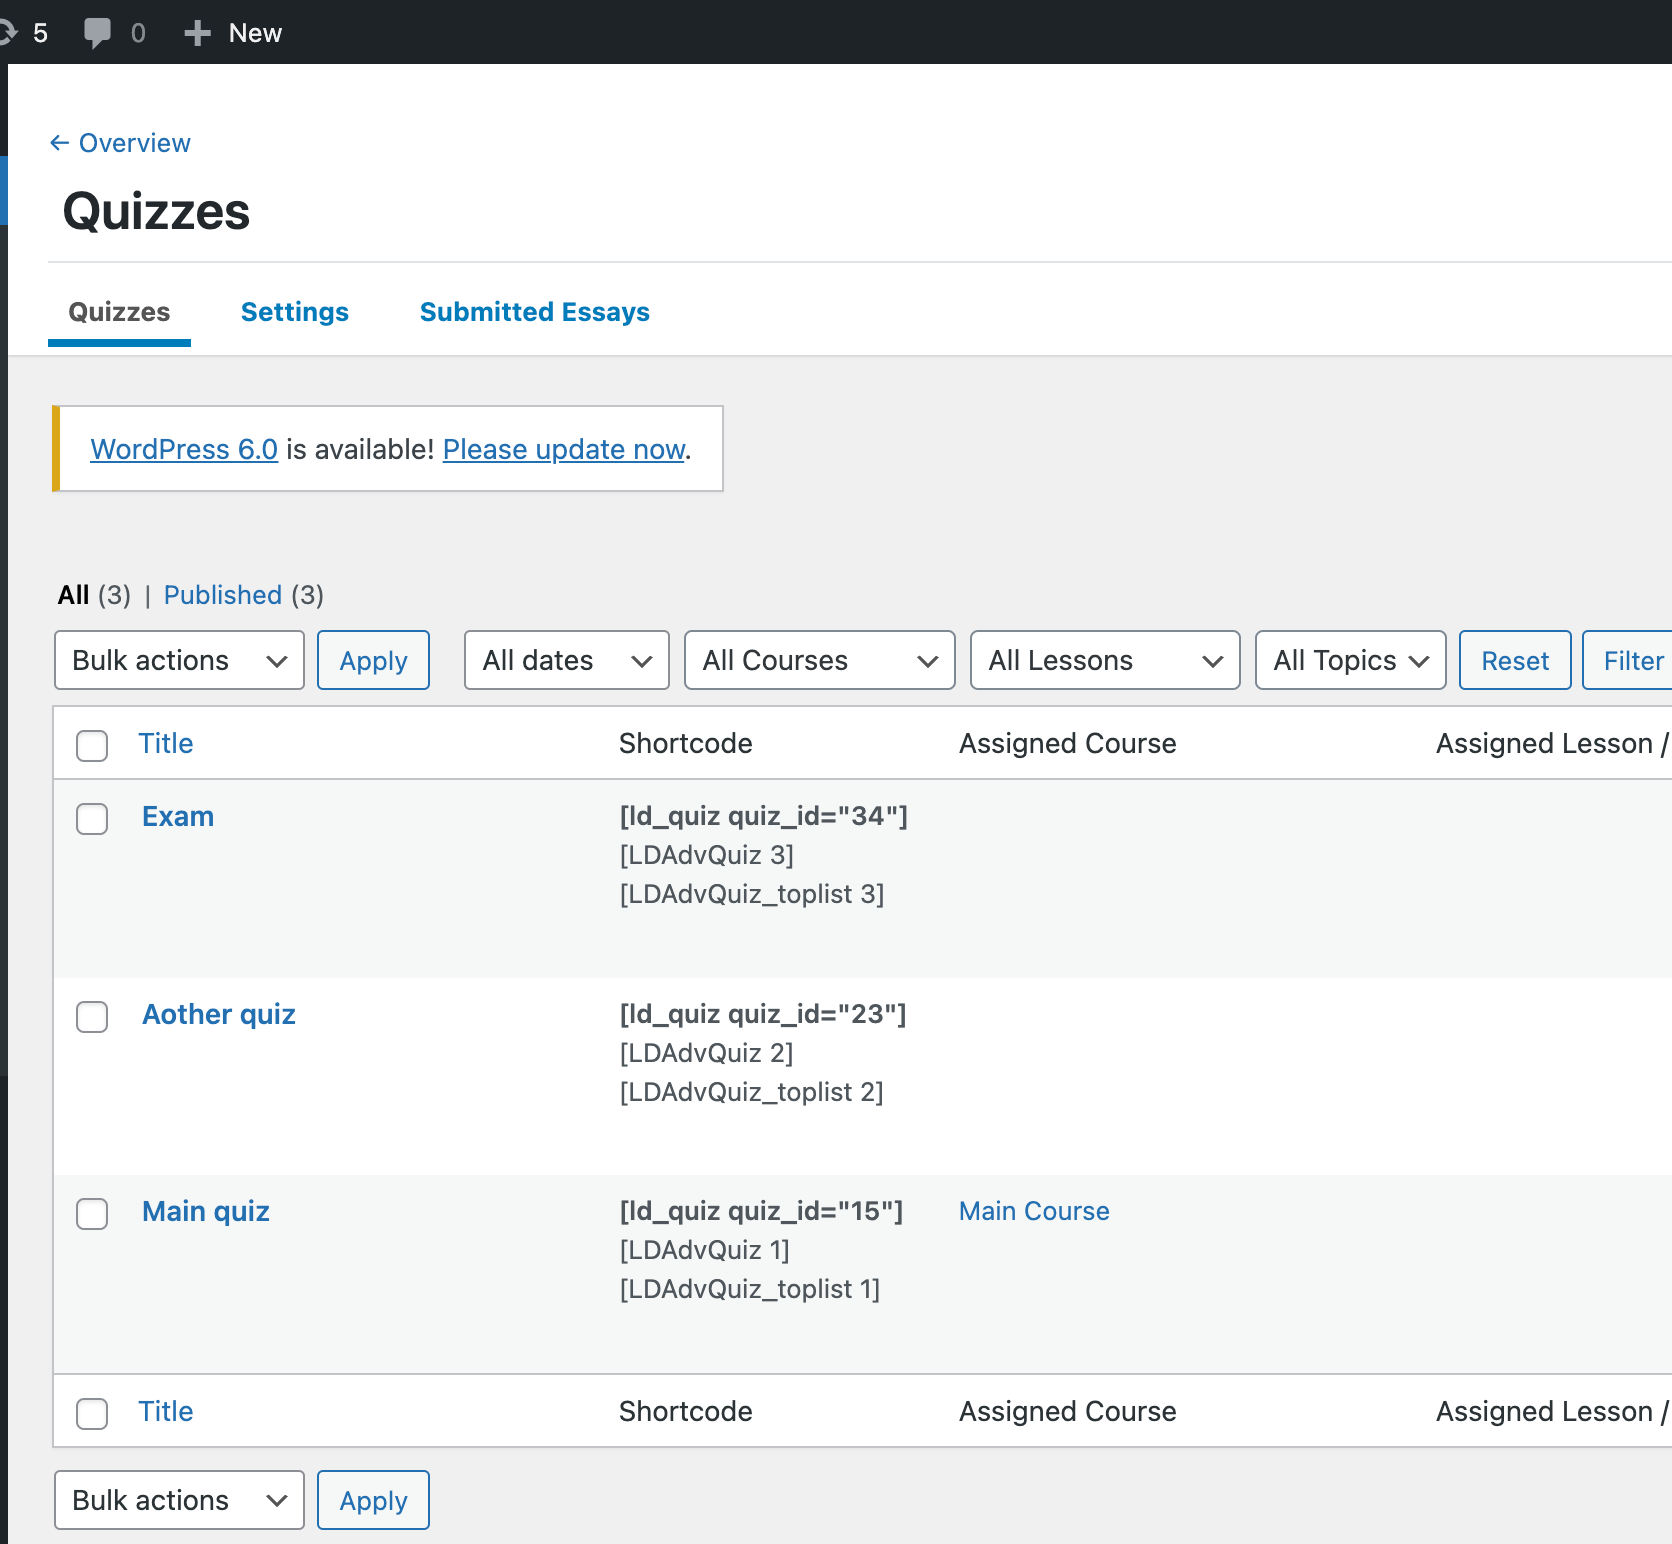 5 0 New
← Overview
Quizzes
Quizzes Settings Submitted Essays
WordPress 6.0 is available! Please update now.
All (3) | Published (3)
Bulk actions Apply All dates All Courses All Lessons All Topics Reset Filter
Title Shortcode Assigned Course Assigned Lesson /
Exam [ld_quiz quiz_id="34"]
[LDAdvQuiz 3]
[LDAdvQuiz_toplist 3]
Aother quiz [ld_quiz quiz_id="23"]
[LDAdvQuiz 2]
[LDAdvQuiz_toplist 2]
Main quiz [ld_quiz quiz_id="15"] Main Course
[LDAdvQuiz 1]
[LDAdvQuiz_toplist 1]
Title Shortcode Assigned Course Assigned Lesson /
Bulk actions Apply